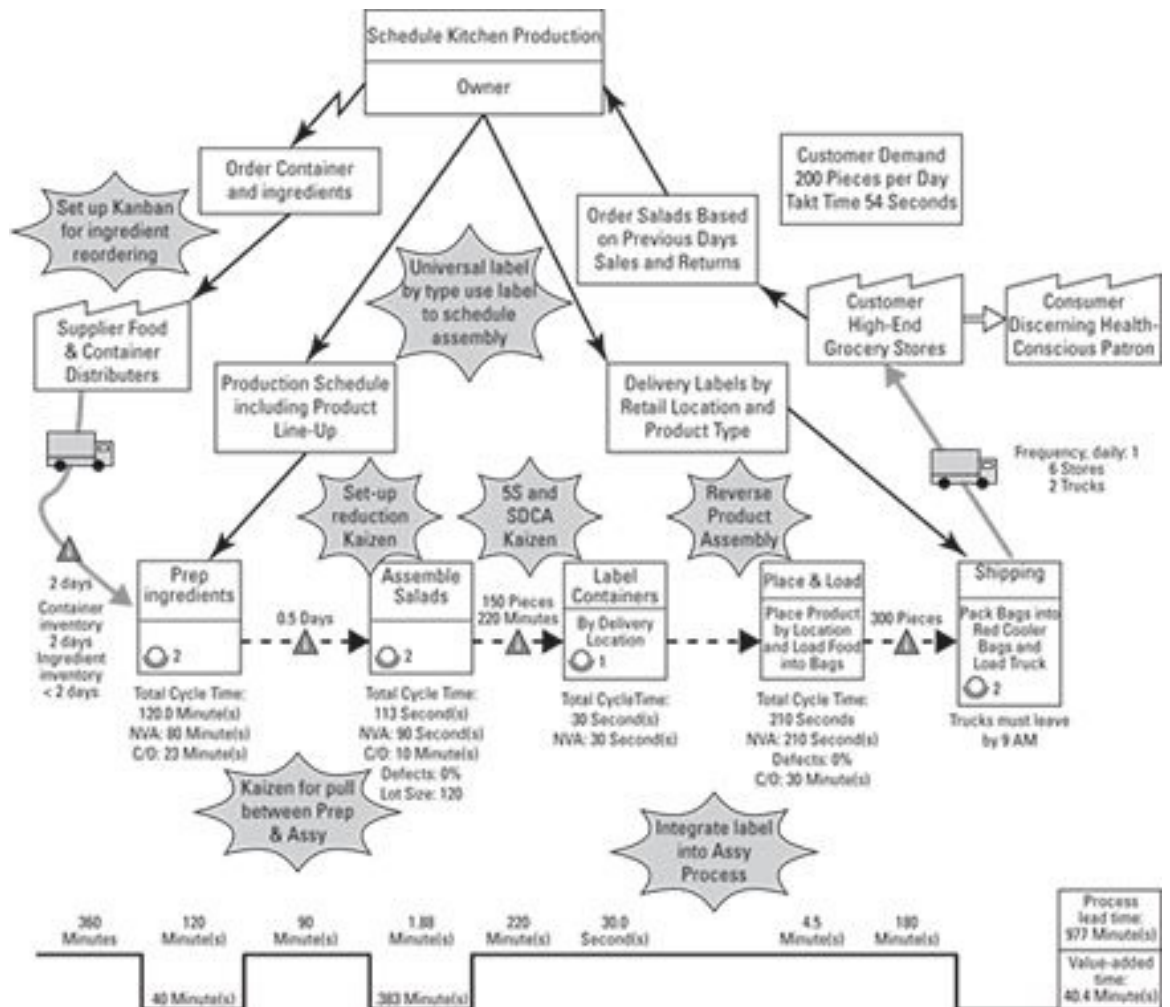 Schedule Kitchen Production
Owner
Order Container
and ingredients
Customer Demand
200 Pieces per Day
Takt Time 54 Seconds
Set up Kanban
for ingredient
reordering
Order Salads Based
on Previous Days
Sales and Returns
Universal label
by type use label
to schedule
assembly
Supplier Food
& Container
Distributers
Customer
High-End
Grocery Stores
Consumer
Discerning Health-
Conscious Patron
Production Schedule
including Product
Line-Up
Delivery Labels by
Retail Location and
Product Type
Frequency, daily: 1
6 Stores
2 Trucks
Set-up
reduction
Kaizen
5S and
SDCA
Kaizen
Reverse
Product
Assembly
2 days
Container
inventory
2 days
Ingredient
inventory
< 2 days
Prep
ingredients
2
0.5 Days
Assemble
Salads
2
150 Pieces
220 Minutes
Label
Containers
By Delivery
Location
1
Place & Load
Place Product
by Location
and Load Food
into Bags
300 Pieces
Shipping
Pack Bags into
Red Cooler
Bags and
Load Truck
2
Total Cycle Time:
120.0 Minute(s)
NVA: 80 Minute(s)
C/O: 23 Minute(s)
Total Cycle Time:
113 Second(s)
NVA: 90 Second(s)
C/O: 10 Minute(s)
Defects: 0%
Lot Size: 120
Total CycleTime:
30 Second(s)
NVA: 30 Second(s)
Total Cycle Time:
210 Seconds
NVA: 210 Second(s)
Defects: 0%
C/O: 30 Minute(s)
Trucks must leave
by 9 AM
Kaizen for pull
between Prep
& Assy
Integrate label
into Assy
Process
360
Minutes
120
Minute(s)
90
Minute(s)
1.88
Minute(s)
220
Minute(s)
30.0
Second(s)
4.5
Minute(s)
180
Minute(s)
40 Minute(s)
.383 Minute(s)
Process
lead time:
977 Minute(s)
Value-added
time:
40.4 Minute(s)